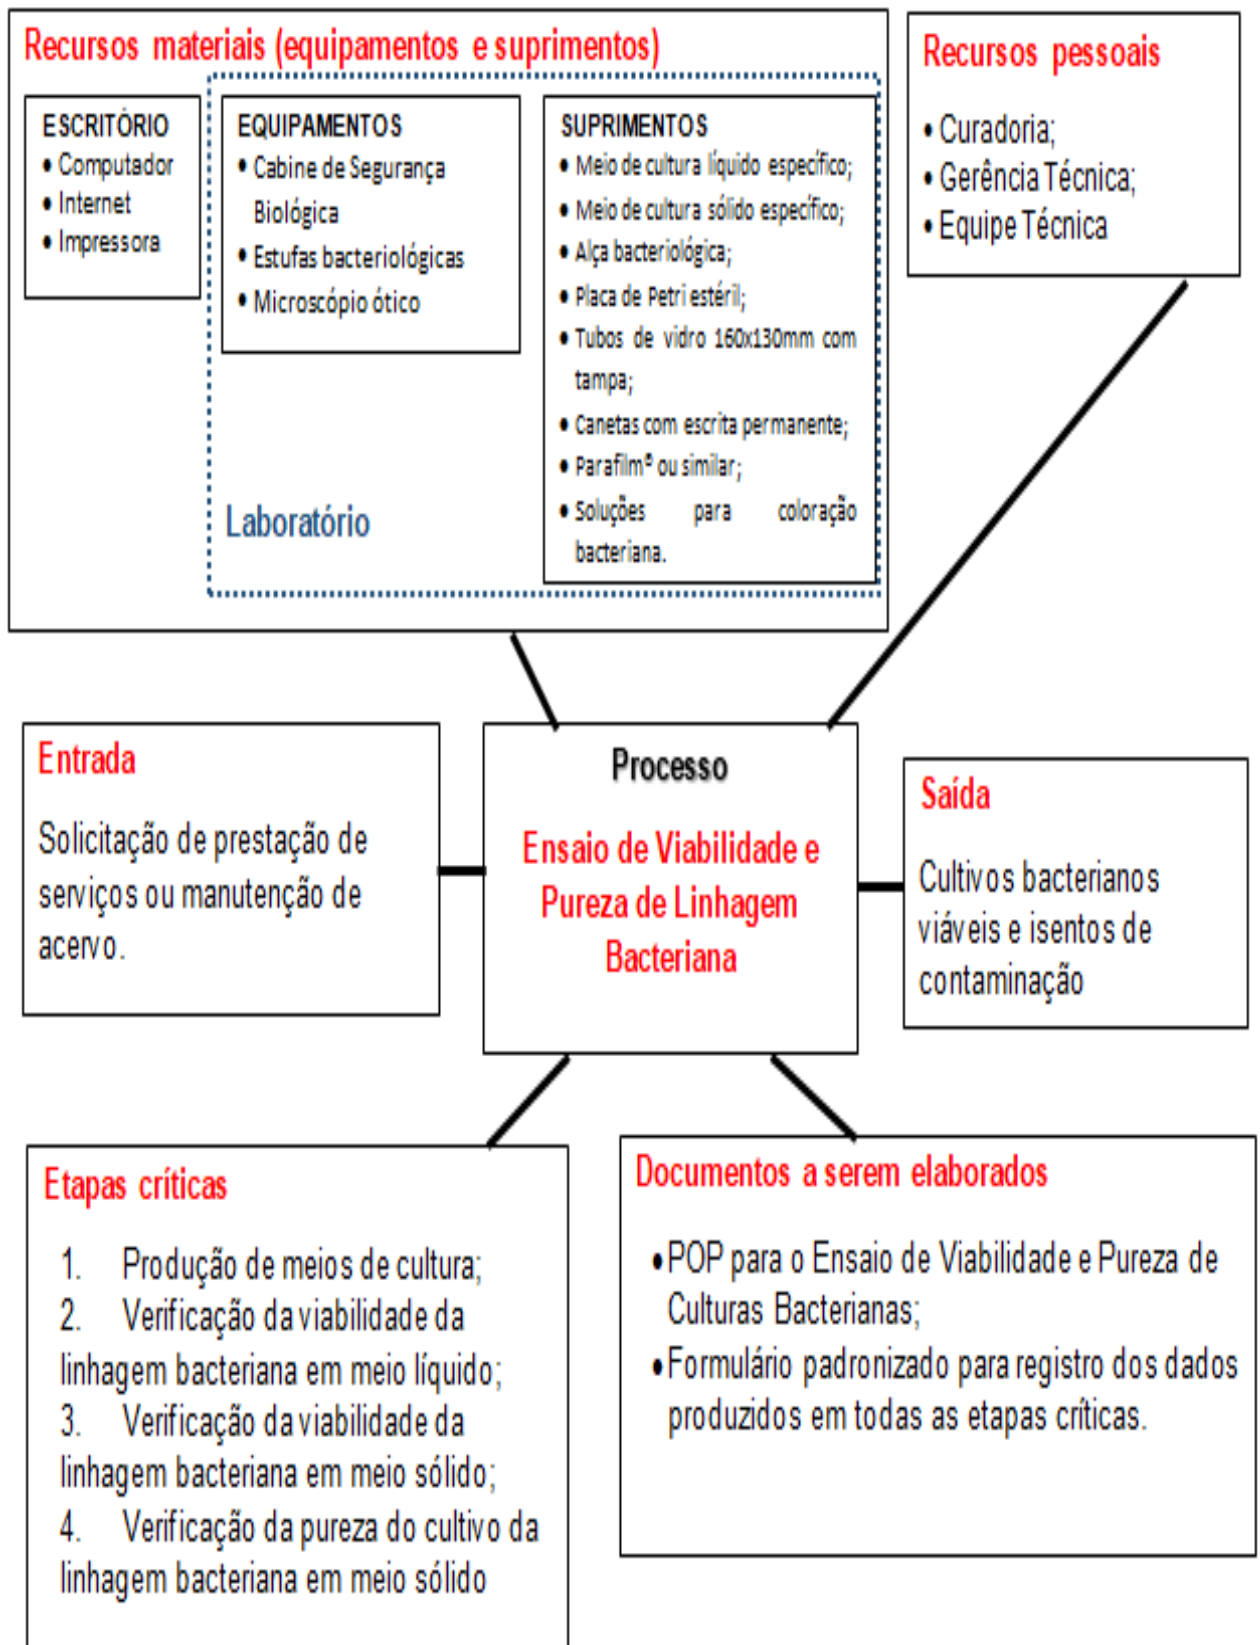 Recursos materiais (equipamentos e suprimentos)
ESCRITÓRIO
• Computador
• Internet
• Impressora
EQUIPAMENTOS
• Cabine de Segurança
Biológica
• Estufas bacteriológicas
• Microscópio ótico
SUPRIMENTOS
• Meio de cultura líquido específico;
• Meio de cultura sólido específico;
• Alça bacteriológica;
• Placa de Petri estéril;
• Tubos de vidro 160x130mm com
tampa;
• Canetas com escrita permanente;
• Parafilm® ou similar;
• Soluções para coloração
bacteriana.
Laboratório
Recursos pessoais
• Curadoria;
• Gerência Técnica;
• Equipe Técnica
Entrada
Solicitação de prestação de
serviços ou manutenção de
acervo.
Processo
Ensaio de Viabilidade e
Pureza de Linhagem
Bacteriana
Saída
Cultivos bacterianos
viáveis e isentos de
contaminação
Etapas críticas
1. Produção de meios de cultura;
2. Verificação da viabilidade da
linhagem bacteriana em meio líquido;
3. Verificação da viabilidade da
linhagem bacteriana em meio sólido;
4. Verificação da pureza do cultivo da
linhagem bacteriana em meio sólido
Documentos a serem elaborados
• POP para o Ensaio de Viabilidade e Pureza de
Culturas Bacterianas;
• Formulário padronizado para registro dos dados
produzidos em todas as etapas críticas.